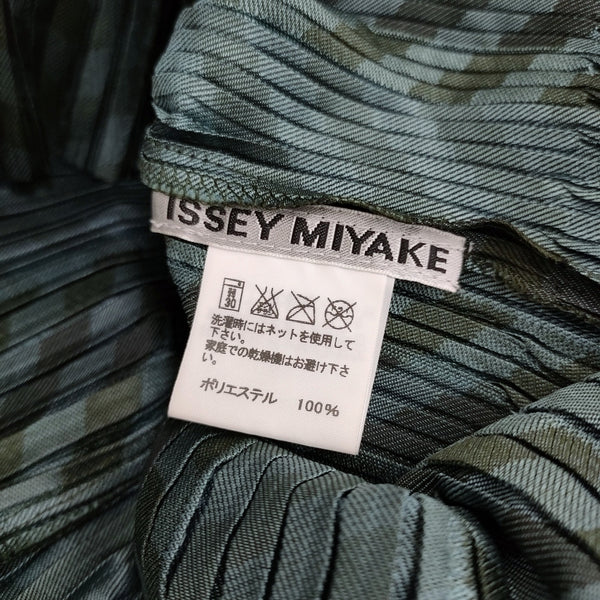 ISSEY MIYAKE
弱
30
洗濯時にはネットを使用して
下さい。
家庭での乾燥機はお避け下さ
い。
ポリエステル 100%